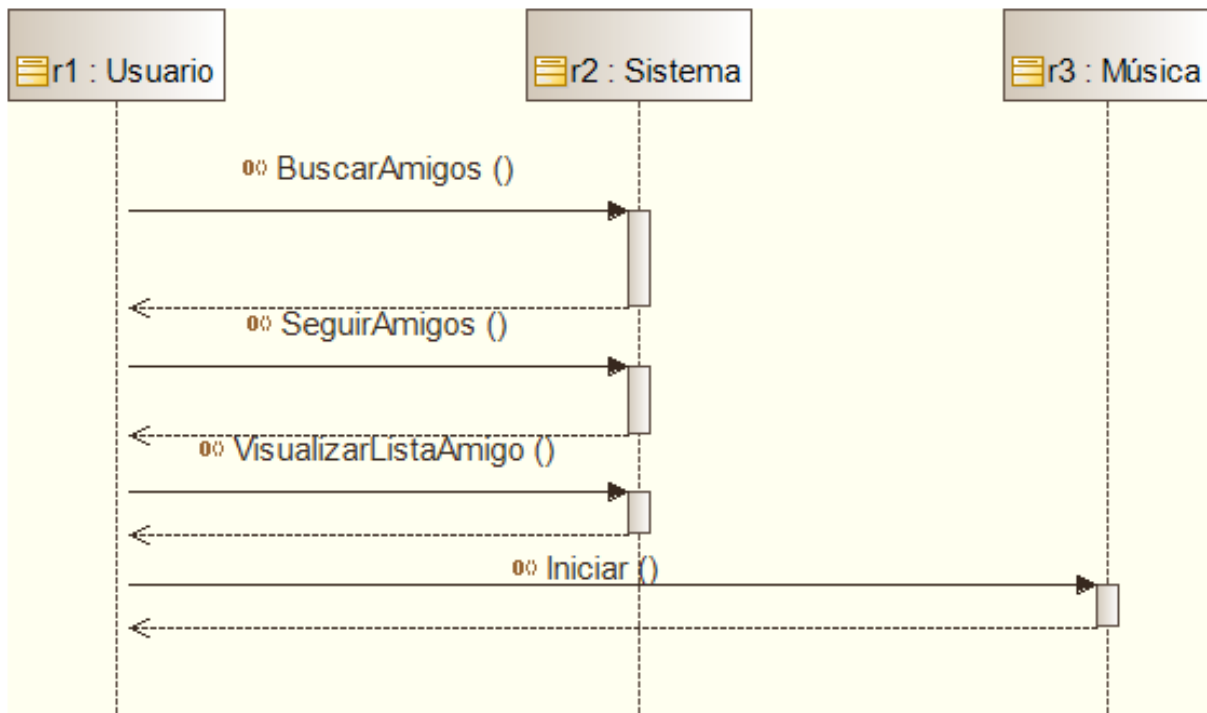 r1 : Usuario
r2 : Sistema
r3 : Música
BuscarAmigos ()
SeguirAmigos ()
VisualizarListaAmigo ()
Iniciar ()